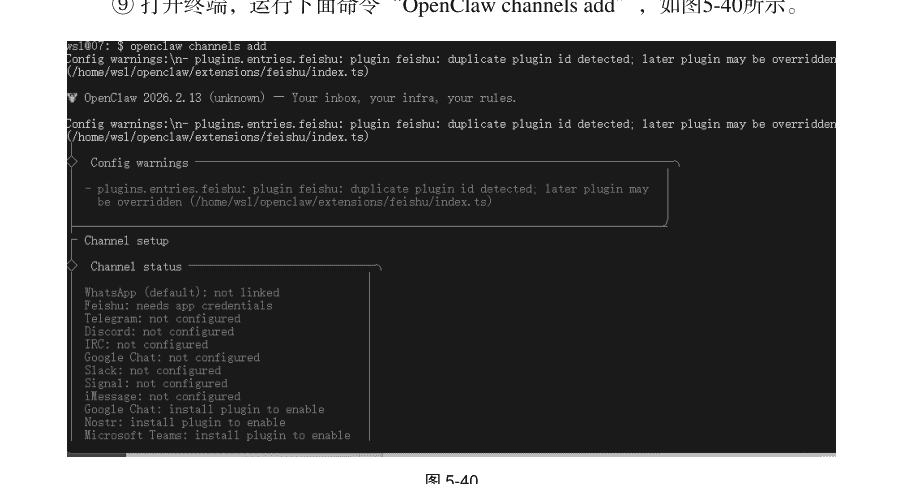 ⑨ 打开终端，运行下面命令“OpenClaw channels add”，如图5-40所示。
wsl@07: $ openclaw channels add
Config warnings:\n- plugins.entries.feishu: plugin feishu: duplicate plugin id detected; later plugin may be overridden
(/home/wsl/openclaw/extensions/feishu/index.ts)
OpenClaw 2026.2.13 (unknown) — Your inbox, your infra, your rules.
Config warnings:\n- plugins.entries.feishu: plugin feishu: duplicate plugin id detected; later plugin may be overridden
(/home/wsl/openclaw/extensions/feishu/index.ts)
Config warnings
- plugins.entries.feishu: plugin feishu: duplicate plugin id detected; later plugin may
be overridden (/home/wsl/openclaw/extensions/feishu/index.ts)
Channel setup
Channel status
WhatsApp (default): not linked
Feishu: needs app credentials
Telegram: not configured
Discord: not configured
IRC: not configured
Google Chat: not configured
Slack: not configured
Signal: not configured
iMessage: not configured
Google Chat: install plugin to enable
Nostr: install plugin to enable
Microsoft Teams: install plugin to enable
图 5-40